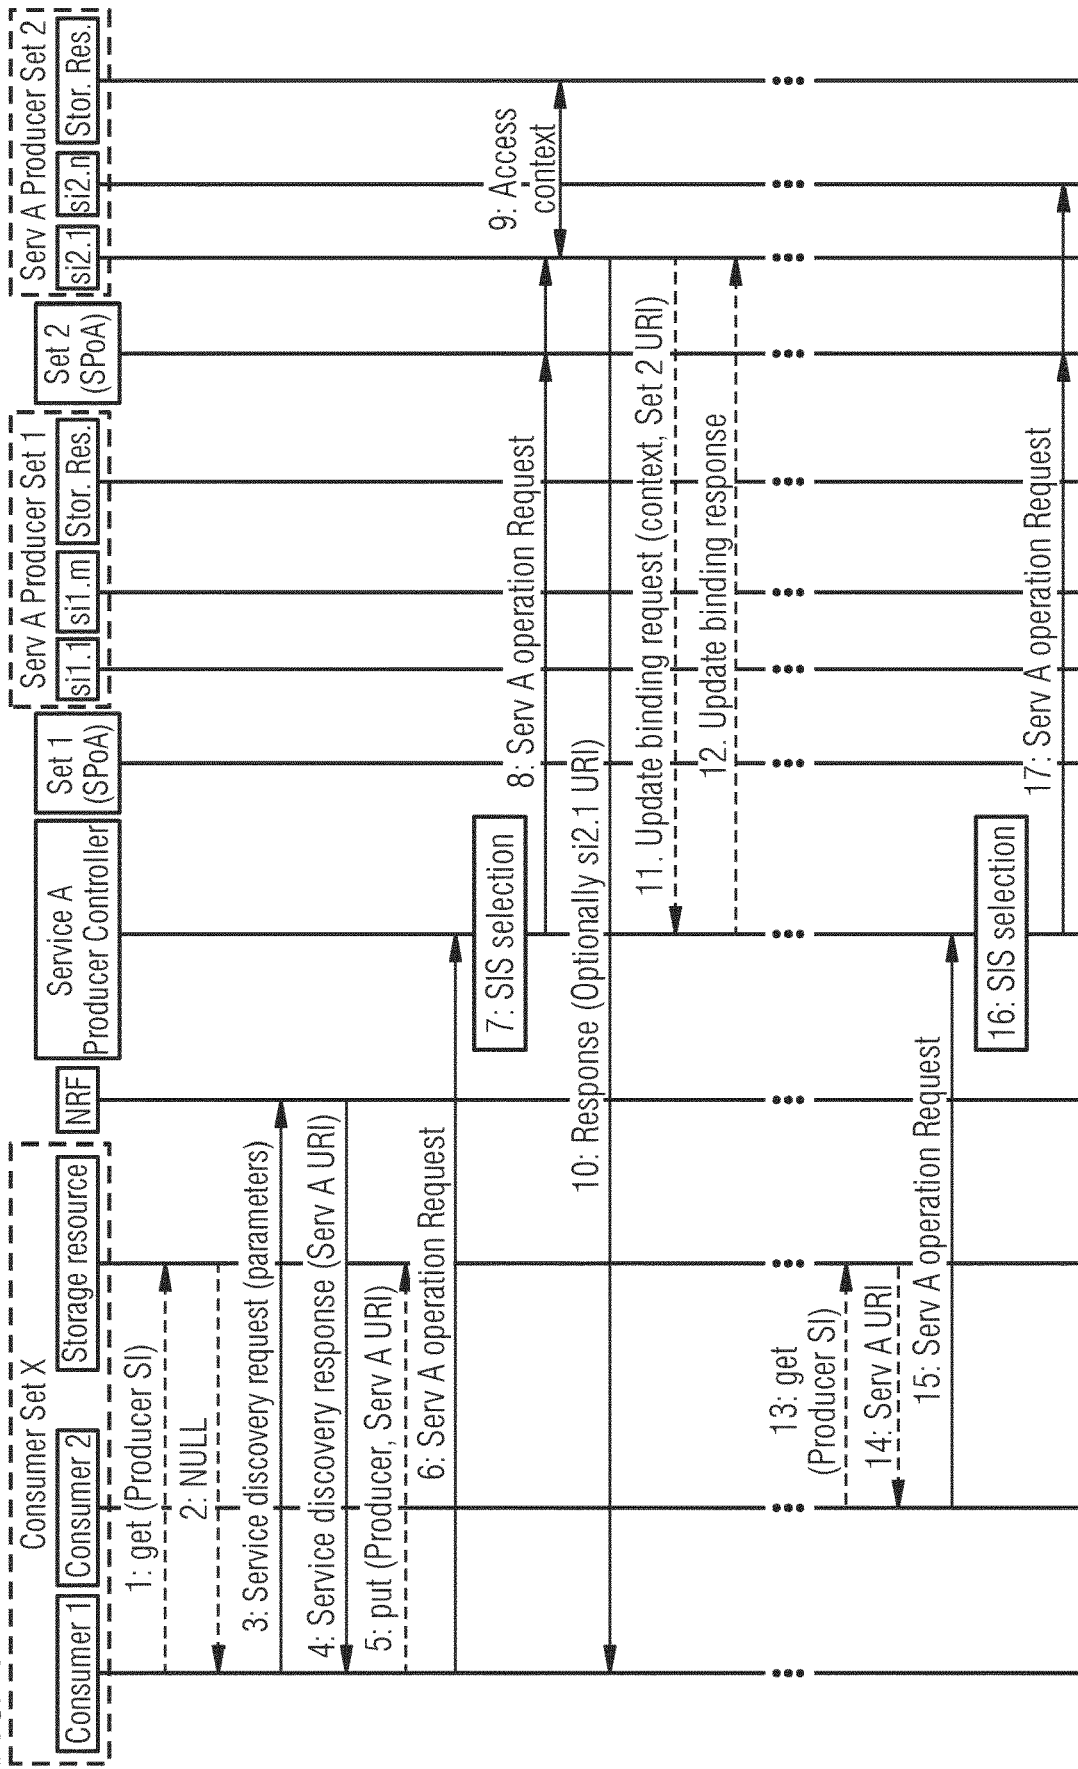 Consumer Set X
Consumer 1
Consumer 2
Storage resource
NRF
Service A
Producer Controller
Set 1
(SPoA)
Serv A Producer Set 1
si1.1
si1.m
Stor. Res.
Set 2
(SPoA)
Serv A Producer Set 2
si2.1
si2.n
Stor. Res.
1: get (Producer SI)
2: NULL
3: Service discovery request (parameters)
4: Service discovery response (Serv A URI)
5: put (Producer, Serv A URI)
6: Serv A operation Request
7: SIS selection
8: Serv A operation Request
9: Access
context
10: Response (Optionally si2.1 URI)
11. Update binding request (context, Set 2 URI)
12. Update binding response
13: get
(Producer SI)
14: Serv A URI
15: Serv A operation Request
16: SIS selection
17: Serv A operation Request